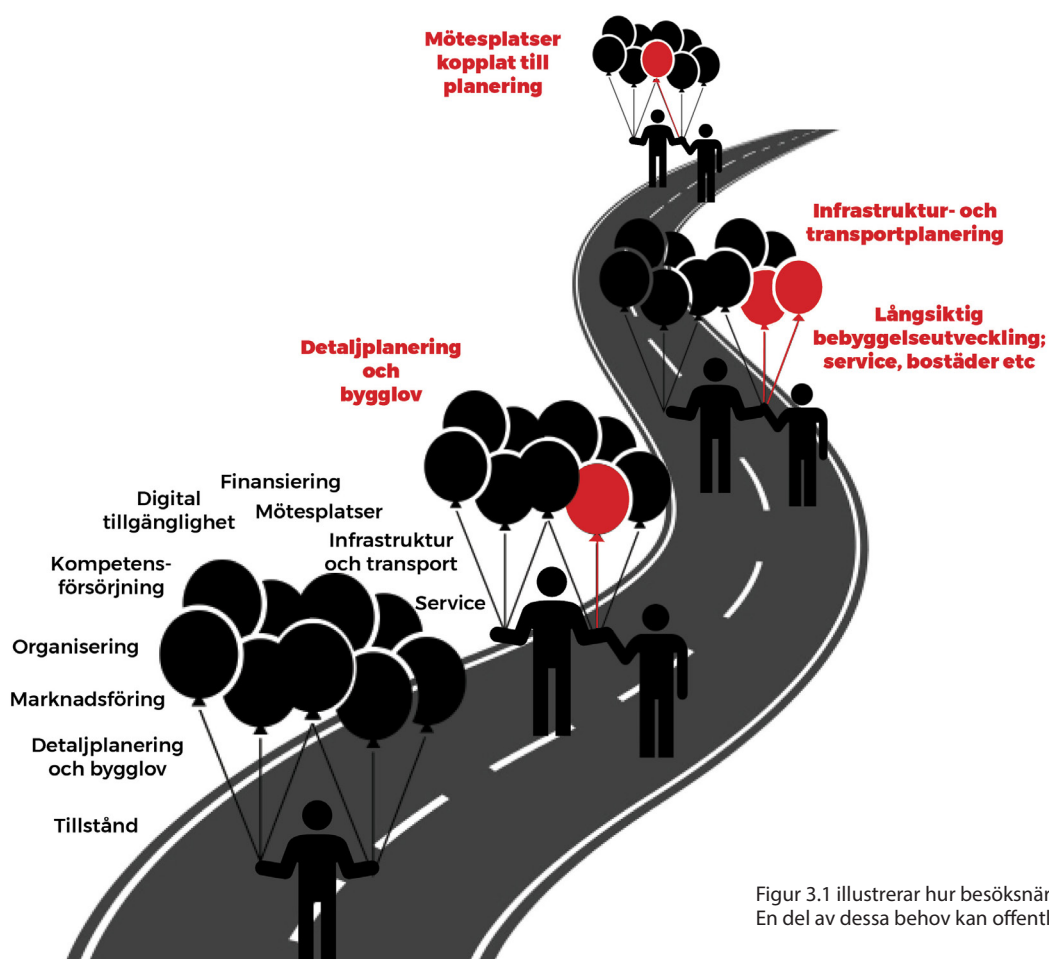 Mötesplatser
kopplat till
planering
Infrastruktur- och
transportplanering
Långsiktig
bebyggelseutveckling;
service, bostäder etc
Detaljplanering
och
bygglov
Finansiering
Digital
tillgänglighet
Mötesplatser
Infrastruktur
och transport
Kompetens-
försörjning
Service
Organisering
Marknadsföring
Detaljplanering
och bygglov
Tillstånd
Figur 3.1 illustrerar hur besöksnär
En del av dessa behov kan offentl